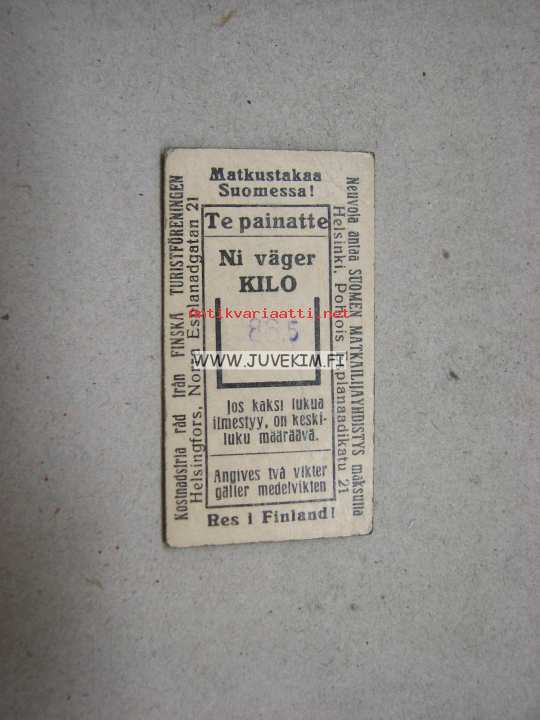 Matkustakaa
Suomessa!
Te painatte
Ni väger
KILO
antikvariaatti.net
WWW.JUVEKIM.FI
Jos kaksi lukua
ilmestyy, on keski-
luku määräävä.
Angives två vikter
gäller medelvikten
Res i Finland!
Kostnadsfria råd från FINSKA TURISTFÖRENINGEN
Helsingfors, Norra Esplanadgatan 21
Neuvoja antaa SUOMEN MATKAILIJAYHDISTYS maksutta
Helsinki, Pohjois Esplanaadikatu 21